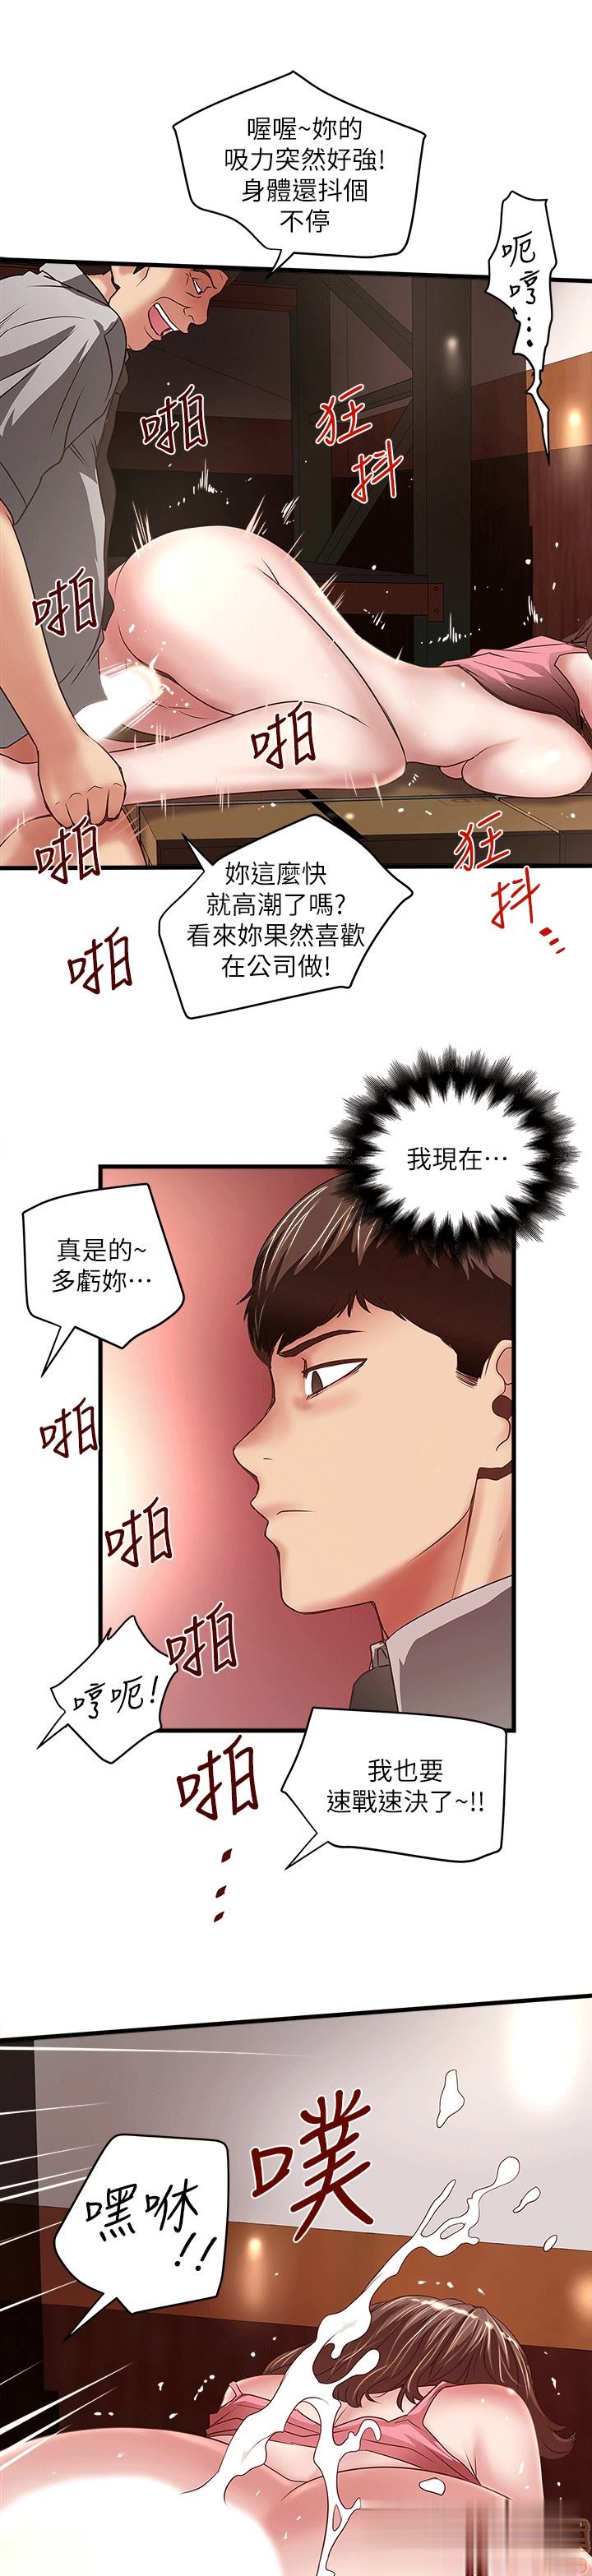 喔喔~妳的
吸力突然好強!
身體還抖個
不停
呃
哼…
啪
狂
抖
啪
啪
啪
狂
抖…
妳這麼快
就高潮了嗎?
看來妳果然喜歡
在公司做!
啪
我現在…
真是的~
多虧妳…
啪
啪
啪
哼呃!
啪…
我也要
速戰速決了~!!
噗
嘿咻!!